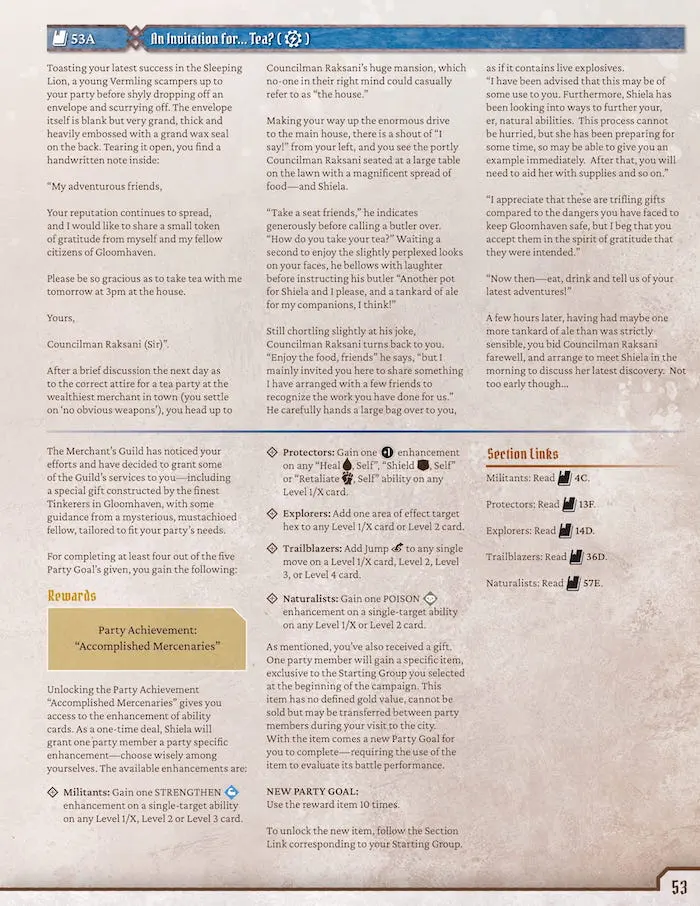 53A An Invitation for... Tea? ( )
Toasting your latest success in the Sleeping
Lion, a young Vermling scampers up to
your party before shyly dropping off an
envelope and scurrying off. The envelope
itself is blank but very grand, thick and
heavily embossed with a grand wax seal
on the back. Tearing it open, you find a
handwritten note inside:
“My adventurous friends,
Your reputation continues to spread,
and I would like to share a small token
of gratitude from myself and my fellow
citizens of Gloomhaven.
Please be so gracious as to take tea with me
tomorrow at 3pm at the house.
Yours,
Councilman Raksani (Sir)”.
After a brief discussion the next day as
to the correct attire for a tea party at the
wealthiest merchant in town (you settle
on ‘no obvious weapons’), you head up to
Councilman Raksani’s huge mansion, which
no-one in their right mind could casually
refer to as “the house.”
Making your way up the enormous drive
to the main house, there is a shout of “I
say!” from your left, and you see the portly
Councilman Raksani seated at a large table
on the lawn with a magnificent spread of
food—and Shiela.
“Take a seat friends,” he indicates
generously before calling a butler over.
“How do you take your tea?” Waiting a
second to enjoy the slightly perplexed looks
on your faces, he bellows with laughter
before instructing his butler “Another pot
for Shiela and I please, and a tankard of ale
for my companions, I think!”
Still chortling slightly at his joke,
Councilman Raksani turns back to you.
“Enjoy the food, friends” he says, “but I
mainly invited you here to share something
I have arranged with a few friends to
recognize the work you have done for us.”
He carefully hands a large bag over to you,
as if it contains live explosives.
“I have been advised that this may be of
some use to you. Furthermore, Shiela has
been looking into ways to further your,
er, natural abilities. This process cannot
be hurried, but she has been preparing for
some time, so may be able to give you an
example immediately. After that, you will
need to aid her with supplies and so on.”
“I appreciate that these are trifling gifts
compared to the dangers you have faced to
keep Gloomhaven safe, but I beg that you
accept them in the spirit of gratitude that
they were intended.”
“Now then—eat, drink and tell us of your
latest adventures!”
A few hours later, having had maybe one
more tankard of ale than was strictly
sensible, you bid Councilman Raksani
farewell, and arrange to meet Shiela in the
morning to discuss her latest discovery. Not
too early though...
The Merchant’s Guild has noticed your
efforts and have decided to grant some
of the Guild’s services to you—including
a special gift constructed by the finest
Tinkerers in Gloomhaven, with some
guidance from a mysterious, mustachioed
fellow, tailored to fit your party’s needs.
For completing at least four out of the five
Party Goal’s given, you gain the following:
Rewards
Party Achievement:
“Accomplished Mercenaries”
Unlocking the Party Achievement
“Accomplished Mercenaries” gives you
access to the enhancement of ability
cards. As a one-time deal, Shiela will
grant one party member a party specific
enhancement—choose wisely among
yourselves. The available enhancements are:
Militants: Gain one STRENGTHEN
enhancement on a single-target ability
on any Level 1/X, Level 2 or Level 3 card.
Protectors: Gain one +1 enhancement
on any “Heal , Self”, “Shield , Self”
or “Retaliate , Self” ability on any
Level 1/X card.
Explorers: Add one area of effect target
hex to any Level 1/X card or Level 2 card.
Trailblazers: Add Jump to any single
move on a Level 1/X card, Level 2, Level
3, or Level 4 card.
Naturalists: Gain one POISON
enhancement on a single-target ability
on any Level 1/X or Level 2 card.
As mentioned, you’ve also received a gift.
One party member will gain a specific item,
exclusive to the Starting Group you selected
at the beginning of the campaign. This
item has no defined gold value, cannot be
sold but may be transferred between party
members during your visit to the city.
With the item comes a new Party Goal for
you to complete—requiring the use of the
item to evaluate its battle performance.
NEW PARTY GOAL:
Use the reward item 10 times.
To unlock the new item, follow the Section
Link corresponding to your Starting Group.
Section Links
Militants: Read 4C.
Protectors: Read 13F.
Explorers: Read 14D.
Trailblazers: Read 36D.
Naturalists: Read 57E.
53